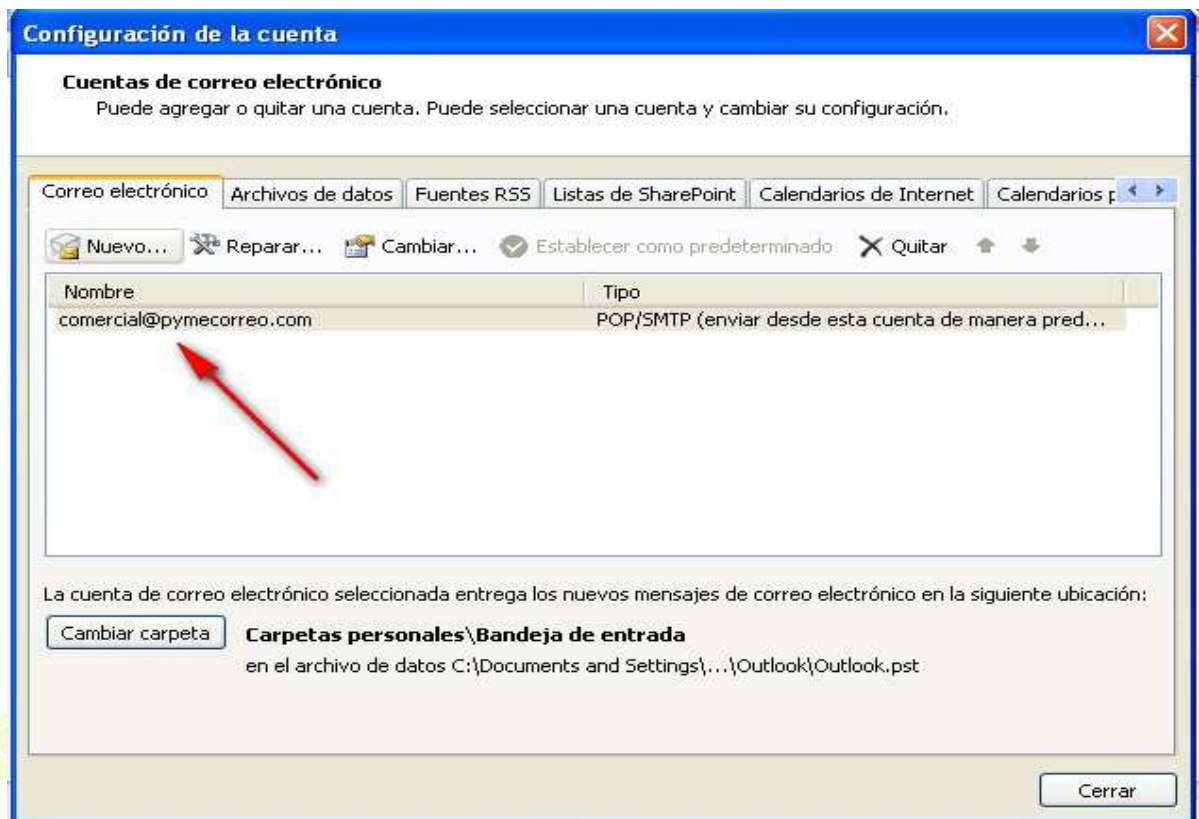 Configuración de la cuenta
Cuentas de correo electrónico
Puede agregar o quitar una cuenta. Puede seleccionar una cuenta y cambiar su configuración.
Correo electrónico Archivos de datos Fuentes RSS Listas de SharePoint Calendarios de Internet Calendarios p
Nuevo... Reparar... Cambiar... Establecer como predeterminado Quitar
Nombre Tipo
comercial@pymecorreo.com POP/SMTP (enviar desde esta cuenta de manera pred...
La cuenta de correo electrónico seleccionada entrega los nuevos mensajes de correo electrónico en la siguiente ubicación:
Cambiar carpeta Carpetas personales\Bandeja de entrada
en el archivo de datos C:\Documents and Settings\...\Outlook\Outlook.pst
Cerrar